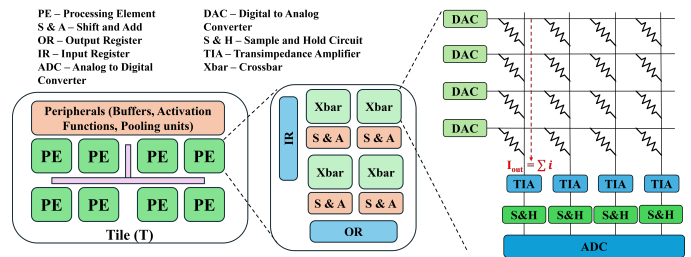 PE – Processing Element
S & A – Shift and Add
OR – Output Register
IR – Input Register
ADC – Analog to Digital
Converter
DAC – Digital to Analog
Converter
S & H – Sample and Hold Circuit
TIA – Transimpedance Amplifier
Xbar – Crossbar
Peripherals (Buffers, Activation
Functions, Pooling units)
PE PE PE PE
PE PE PE PE
Tile (T)
IR
Xbar Xbar
S & A S & A
Xbar Xbar
S & A S & A
OR
DAC
DAC
DAC
DAC
I_out = ∑ i
TIA TIA TIA TIA
S&H S&H S&H S&H
ADC